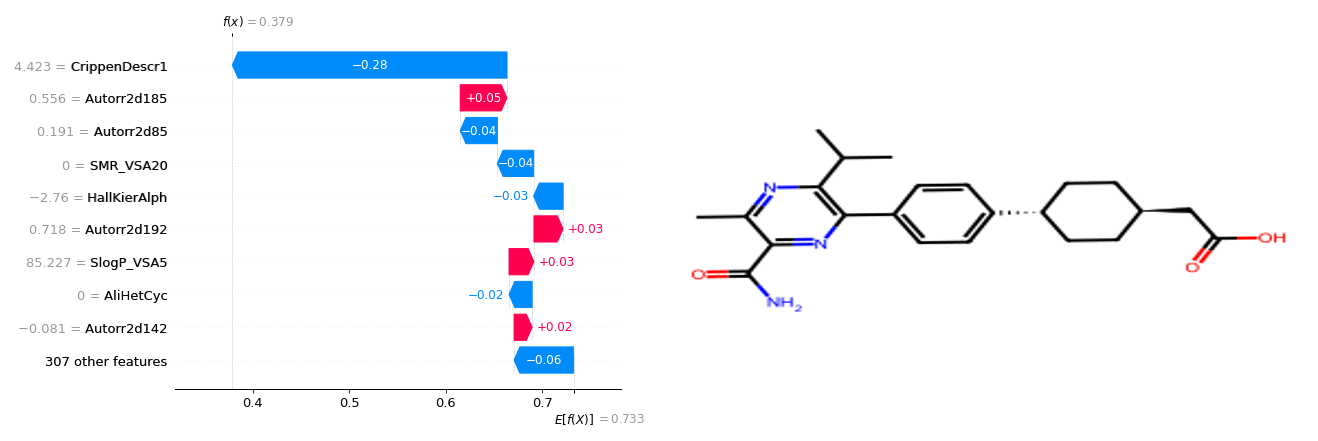 f(x) = 0.379
4.423 = CrippenDescr1
−0.28
0.556 = Autorr2d185
+0.05
0.191 = Autorr2d85
−0.04
0 = SMR_VSA20
−0.04
−2.76 = HallKierAlph
−0.03
0.718 = Autorr2d192
+0.03
85.227 = SlogP_VSA5
+0.03
0 = AliHetCyc
−0.02
−0.081 = Autorr2d142
+0.02
307 other features
−0.06
0.4 0.5 0.6 0.7
E[f(X)] = 0.733
N
N
O
NH2
O
OH